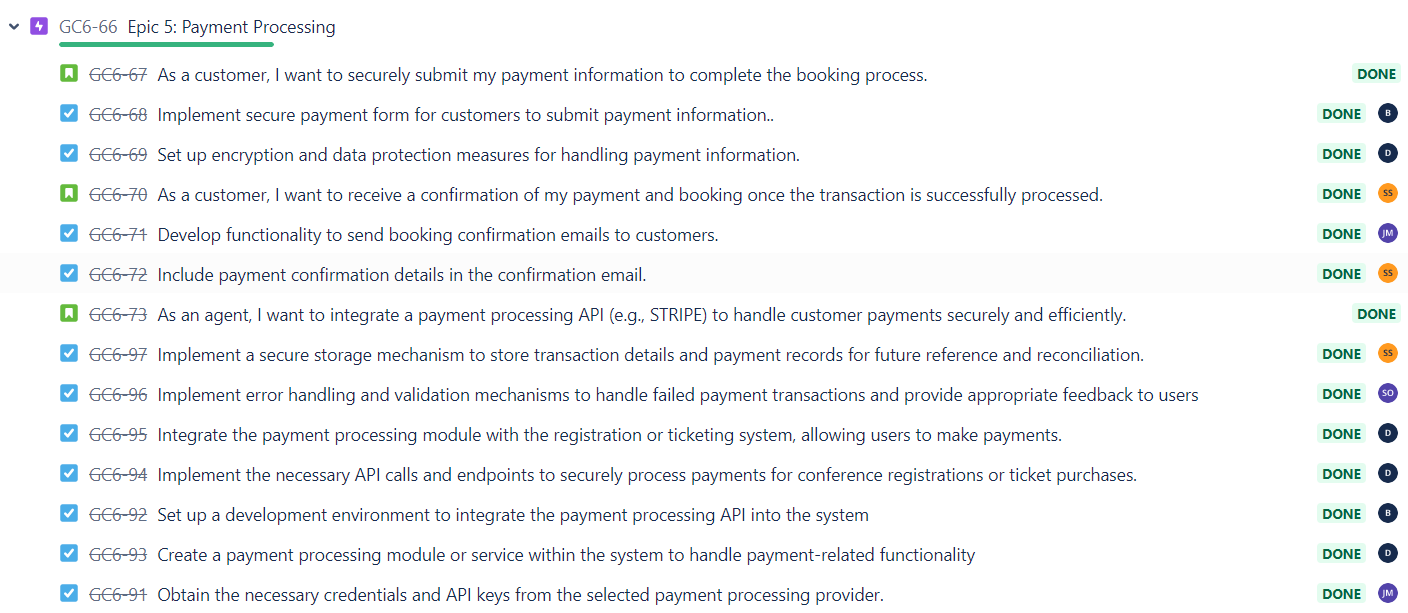 GC6-66 Epic 5: Payment Processing
GC6-67 As a customer, I want to securely submit my payment information to complete the booking process. DONE
GC6-68 Implement secure payment form for customers to submit payment information.. DONE B
GC6-69 Set up encryption and data protection measures for handling payment information. DONE D
GC6-70 As a customer, I want to receive a confirmation of my payment and booking once the transaction is successfully processed. DONE SS
GC6-71 Develop functionality to send booking confirmation emails to customers. DONE JM
GC6-72 Include payment confirmation details in the confirmation email. DONE SS
GC6-73 As an agent, I want to integrate a payment processing API (e.g., STRIPE) to handle customer payments securely and efficiently. DONE
GC6-97 Implement a secure storage mechanism to store transaction details and payment records for future reference and reconciliation. DONE SS
GC6-96 Implement error handling and validation mechanisms to handle failed payment transactions and provide appropriate feedback to users DONE SO
GC6-95 Integrate the payment processing module with the registration or ticketing system, allowing users to make payments. DONE D
GC6-94 Implement the necessary API calls and endpoints to securely process payments for conference registrations or ticket purchases. DONE D
GC6-92 Set up a development environment to integrate the payment processing API into the system DONE B
GC6-93 Create a payment processing module or service within the system to handle payment-related functionality DONE D
GC6-91 Obtain the necessary credentials and API keys from the selected payment processing provider. DONE JM